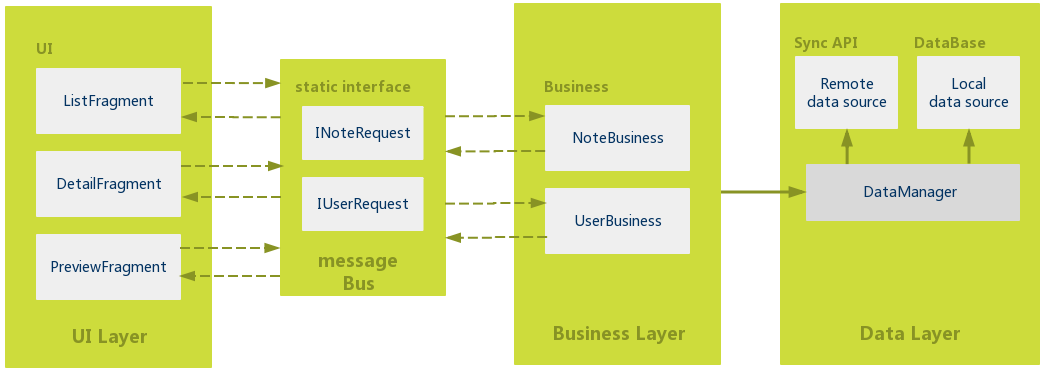 UI
ListFragment
DetailFragment
PreviewFragment
UI Layer
static interface
INoteRequest
IUserRequest
message
Bus
Business
NoteBusiness
UserBusiness
Business Layer
Sync API
DataBase
Remote
data source
Local
data source
DataManager
Data Layer